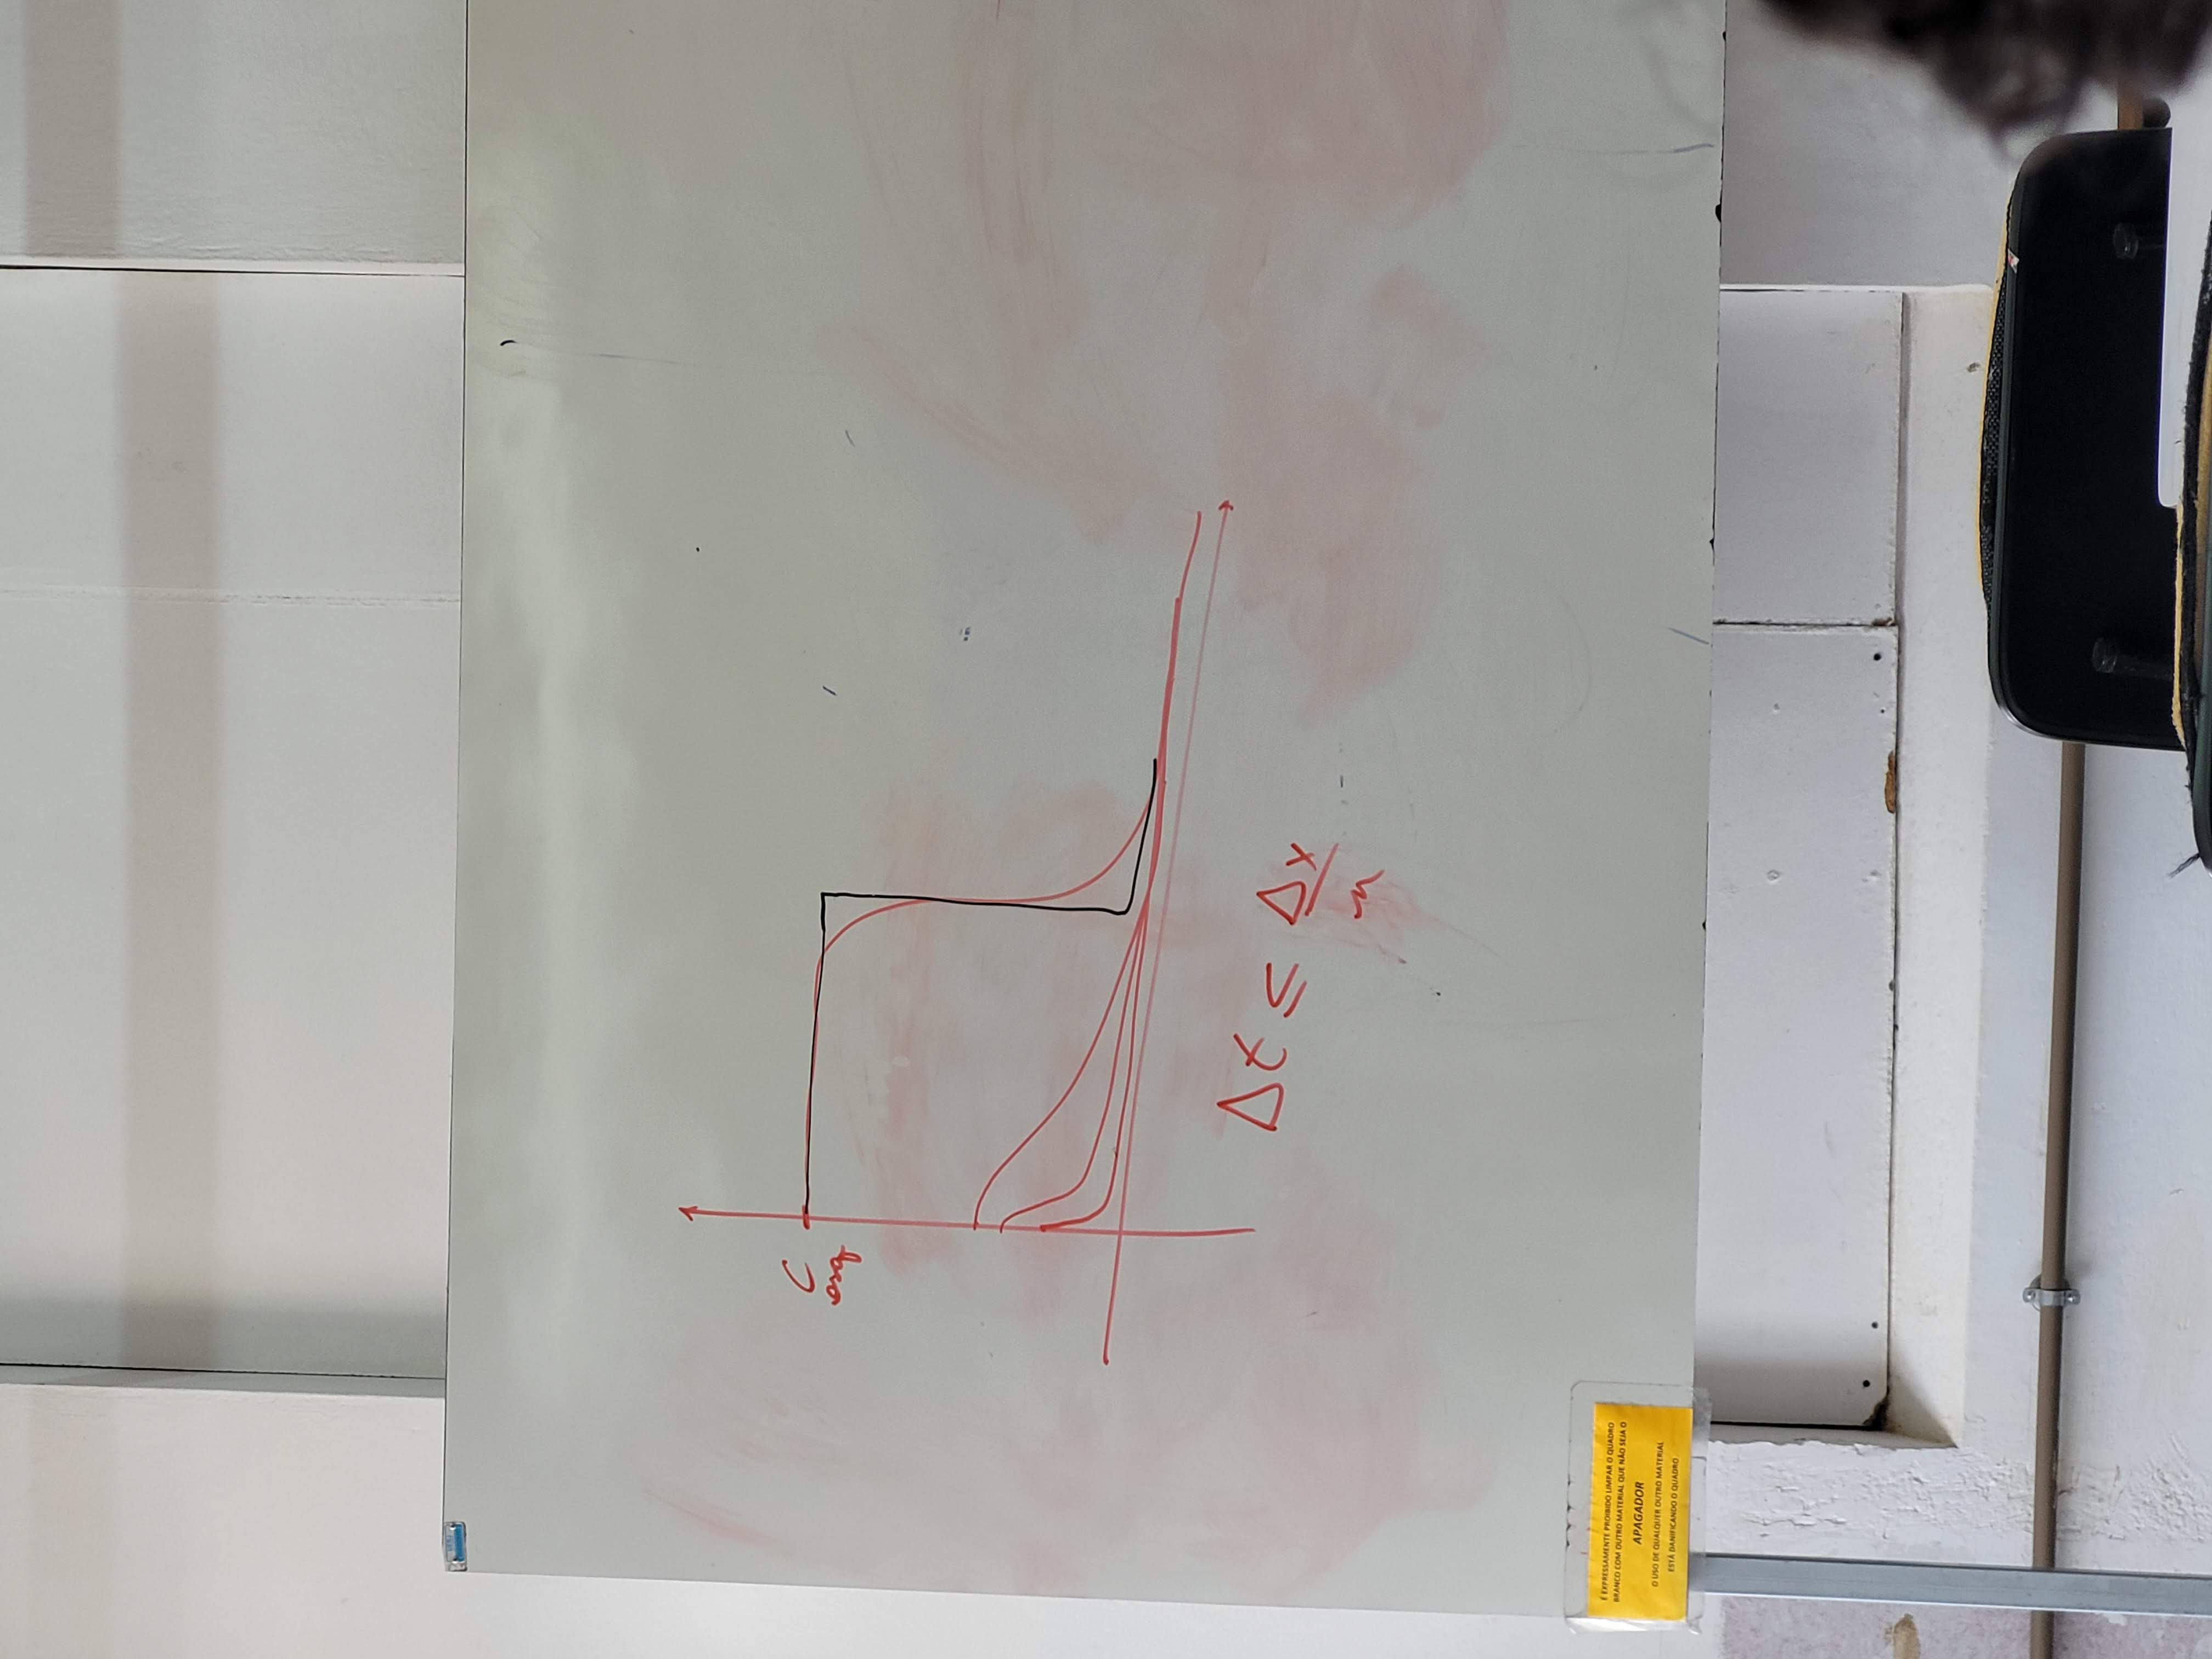 C
esq
Δt ≤ Δx
u
É EXPRESSAMENTE PROIBIDO LIMPAR O QUADRO
BRANCO COM OUTRO MATERIAL QUE NÃO SEJA O
APAGADOR
O USO DE QUALQUER OUTRO MATERIAL
ESTÁ DANIFICANDO O QUADRO